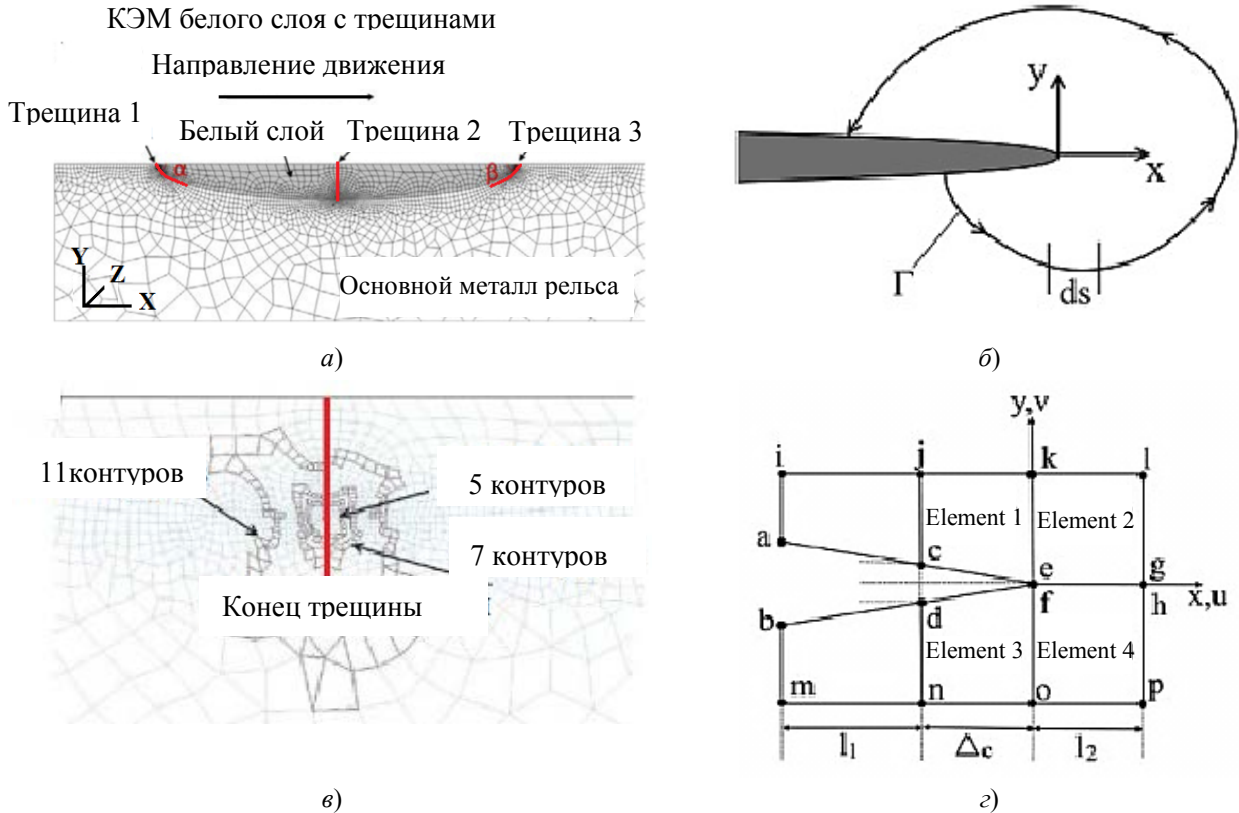 КЭМ белого слоя с трещинами
Направление движения
Трещина 1
Белый слой
Трещина 2
Трещина 3
α
β
Y
Z
X
Основной металл рельса
а)
y
x
Γ
ds
б)
11контуров
5 контуров
7 контуров
Конец трещины
в)
y,v
i
j
k
l
Element 1
Element 2
a
c
e
g
b
d
f
h
x,u
Element 3
Element 4
m
n
o
p
l₁
Δc
l₂
г)